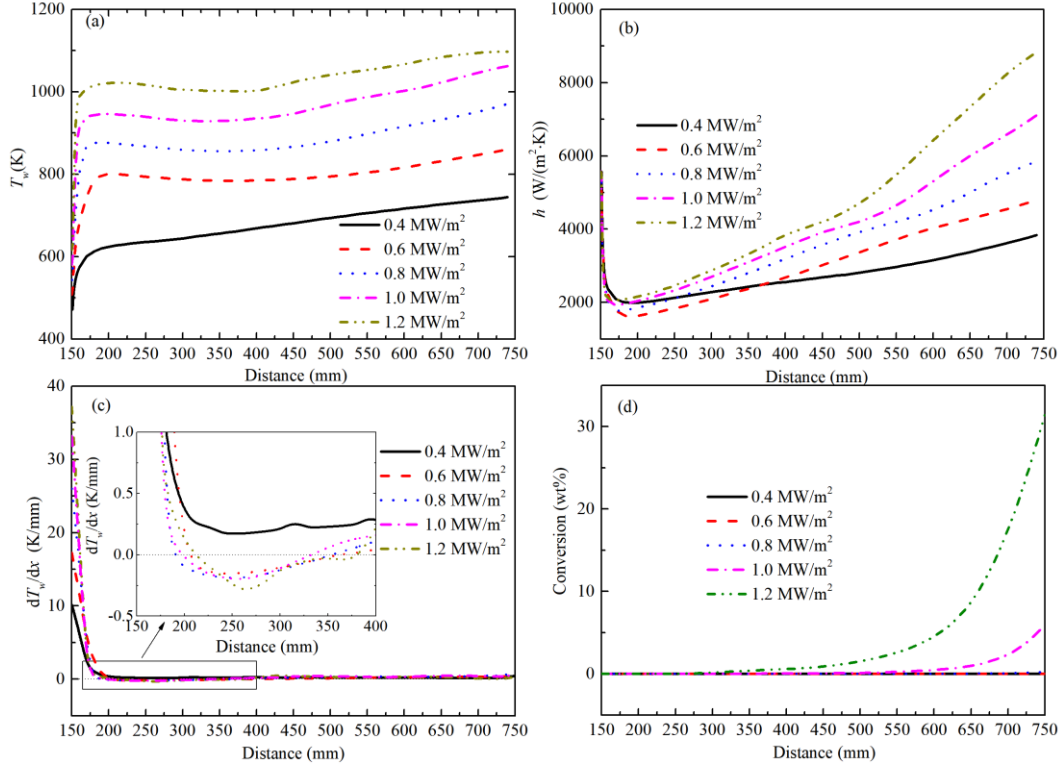 (a)
1200
1000
800
600
400
T_w(K)
0.4 MW/m²
0.6 MW/m²
0.8 MW/m²
1.0 MW/m²
1.2 MW/m²
150 200 250 300 350 400 450 500 550 600 650 700 750
Distance (mm)
(b)
10000
8000
6000
4000
2000
h (W/(m²·K))
0.4 MW/m²
0.6 MW/m²
0.8 MW/m²
1.0 MW/m²
1.2 MW/m²
150 200 250 300 350 400 450 500 550 600 650 700 750
Distance (mm)
(c)
40
30
20
10
0
dT_w/dx (K/mm)
1.0
0.5
0.0
-0.5
dT_w/dx (K/mm)
150 200 250 300 350 400
Distance (mm)
0.4 MW/m²
0.6 MW/m²
0.8 MW/m²
1.0 MW/m²
1.2 MW/m²
150 200 250 300 350 400 450 500 550 600 650 700 750
Distance (mm)
(d)
30
20
10
0
Conversion (wt%)
0.4 MW/m²
0.6 MW/m²
0.8 MW/m²
1.0 MW/m²
1.2 MW/m²
150 200 250 300 350 400 450 500 550 600 650 700 750
Distance (mm)